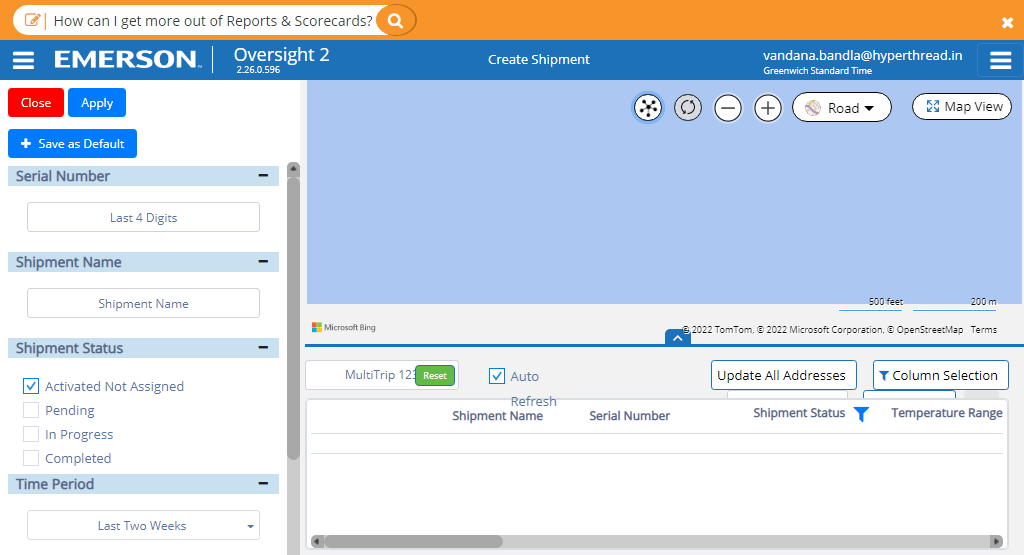 How can I get more out of Reports & Scorecards?
EMERSON
Oversight 2
2.26.0.596
Create Shipment
vandana.bandla@hyperthread.in
Greenwich Standard Time
Close
Apply
Save as Default
Serial Number
Last 4 Digits
Shipment Name
Shipment Name
Shipment Status
Activated Not Assigned
Pending
In Progress
Completed
Time Period
Last Two Weeks
Road
Map View
500 feet
200 m
Microsoft Bing
© 2022 TomTom, © 2022 Microsoft Corporation, © OpenStreetMap Terms
MultiTrip 123
Reset
Auto Refresh
Update All Addresses
Column Selection
Shipment Name
Serial Number
Shipment Status
Temperature Range